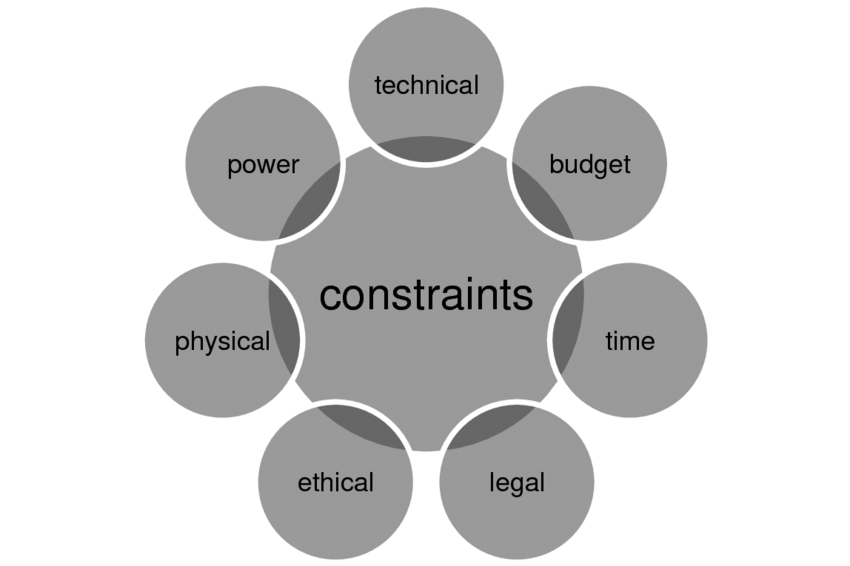 technical
power
budget
constraints
physical
time
ethical
legal